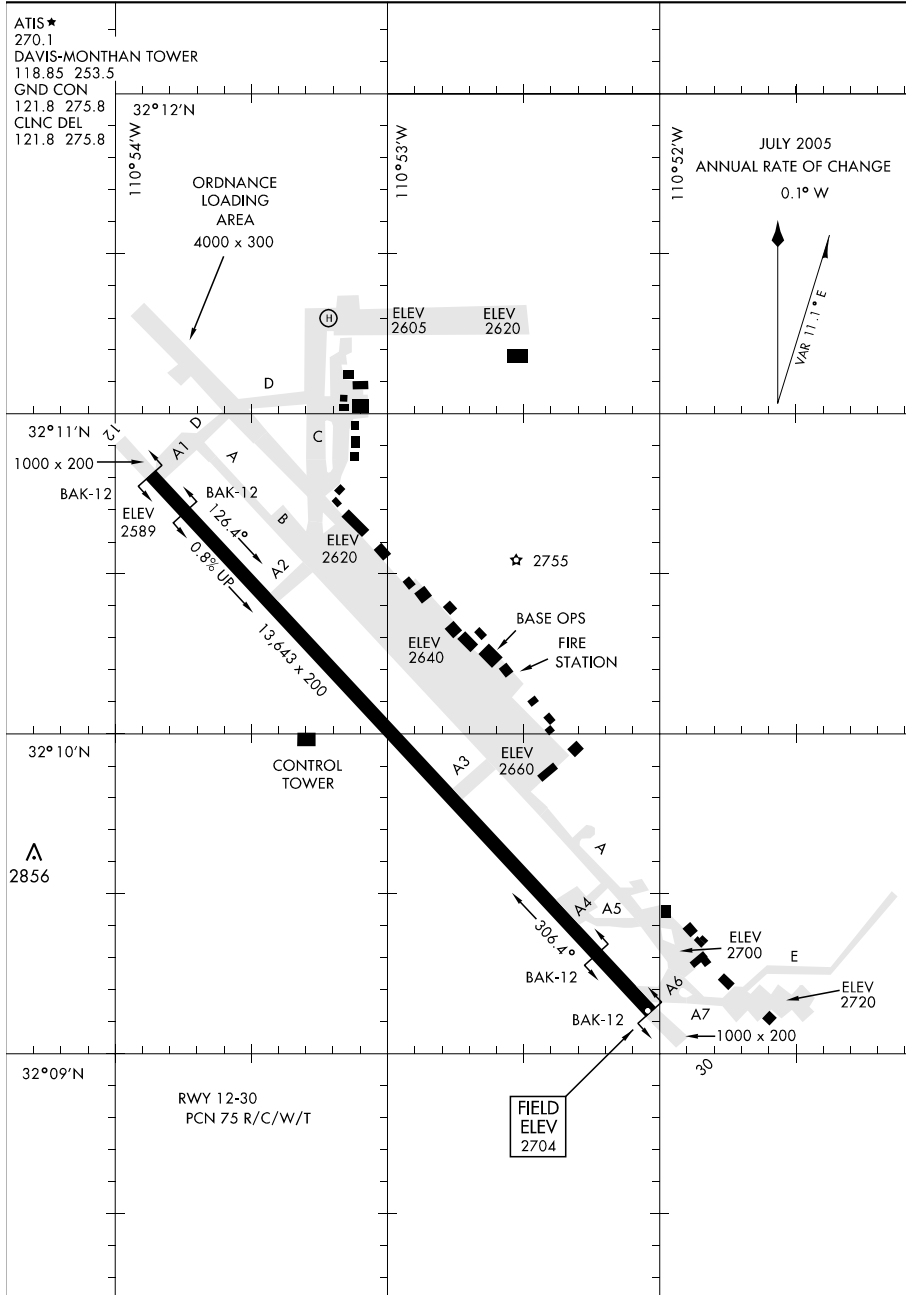 ATIS ★
270.1
DAVIS-MONTHAN TOWER
118.85 253.5
GND CON
121.8 275.8
CLNC DEL
121.8 275.8
32°12'N
110°54'W
110°53'W
110°52'W
JULY 2005
ANNUAL RATE OF CHANGE
0.1° W
VAR 11.1° E
ORDNANCE
LOADING
AREA
4000 x 300
H
ELEV
2605
ELEV
2620
D
32°11'N
12
D
A1
A
C
1000 x 200
BAK-12
BAK-12
ELEV
2589
126.4°
B
0.8% UP
A2
ELEV
2620
2755
13,643 x 200
BASE OPS
ELEV
2640
FIRE
STATION
32°10'N
CONTROL
TOWER
A3
ELEV
2660
2856
A
A4
A5
306.4°
ELEV
2700
E
BAK-12
A6
ELEV
2720
BAK-12
A7
1000 x 200
30
32°09'N
RWY 12-30
PCN 75 R/C/W/T
FIELD
ELEV
2704